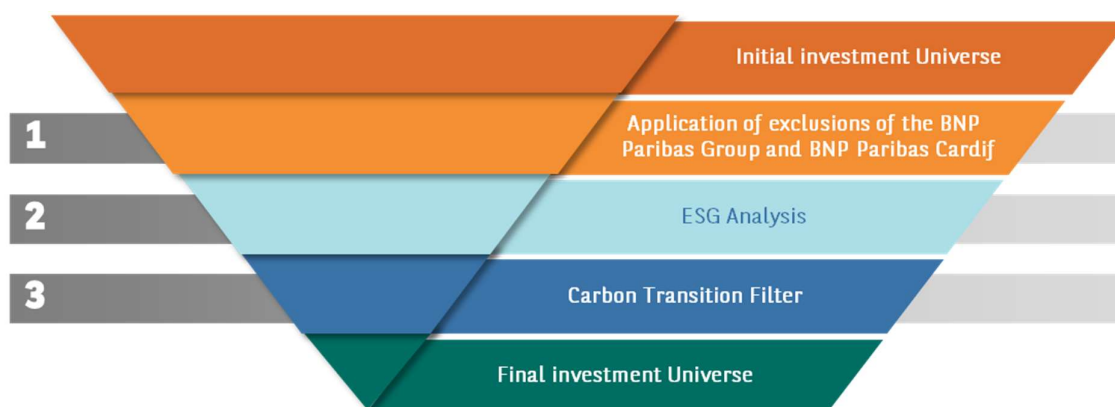 Initial investment Universe
1
Application of exclusions of the BNP
Paribas Group and BNP Paribas Cardif
2
ESG Analysis
3
Carbon Transition Filter
Final investment Universe